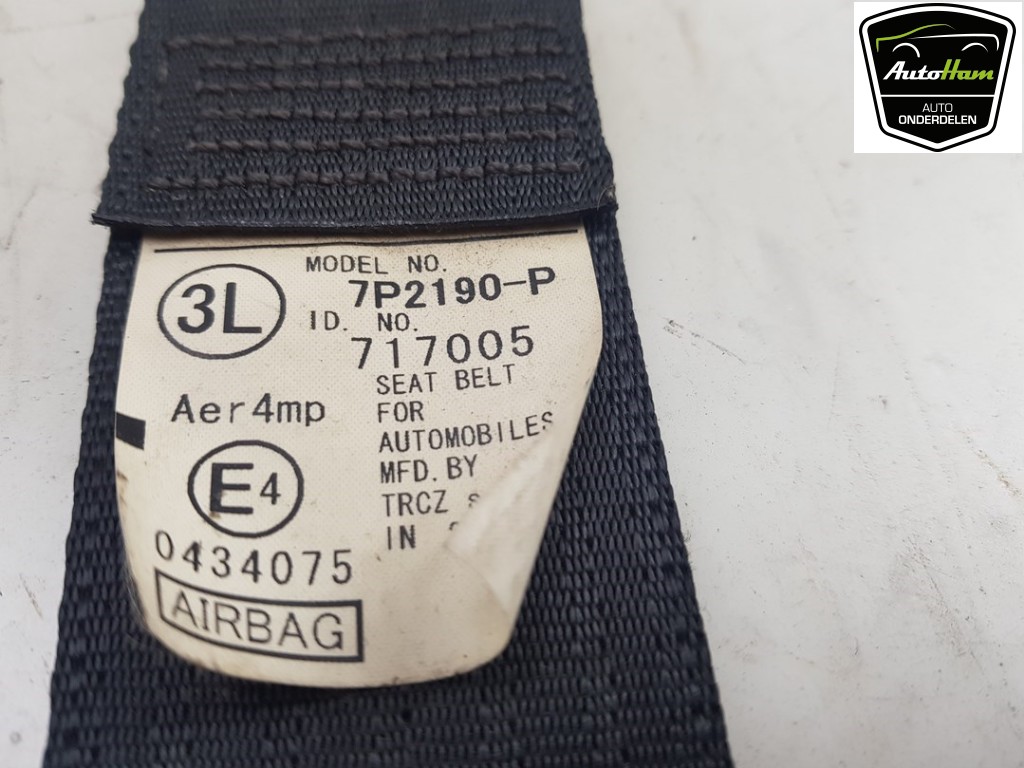 AutoHam
AUTO
ONDERDELEN
3L
MODEL NO.
7P2190-P
ID. NO.
717005
Aer4mp
SEAT BELT
FOR
AUTOMOBILES
MFD. BY
TRCZ
IN
E4
0434075
AIRBAG